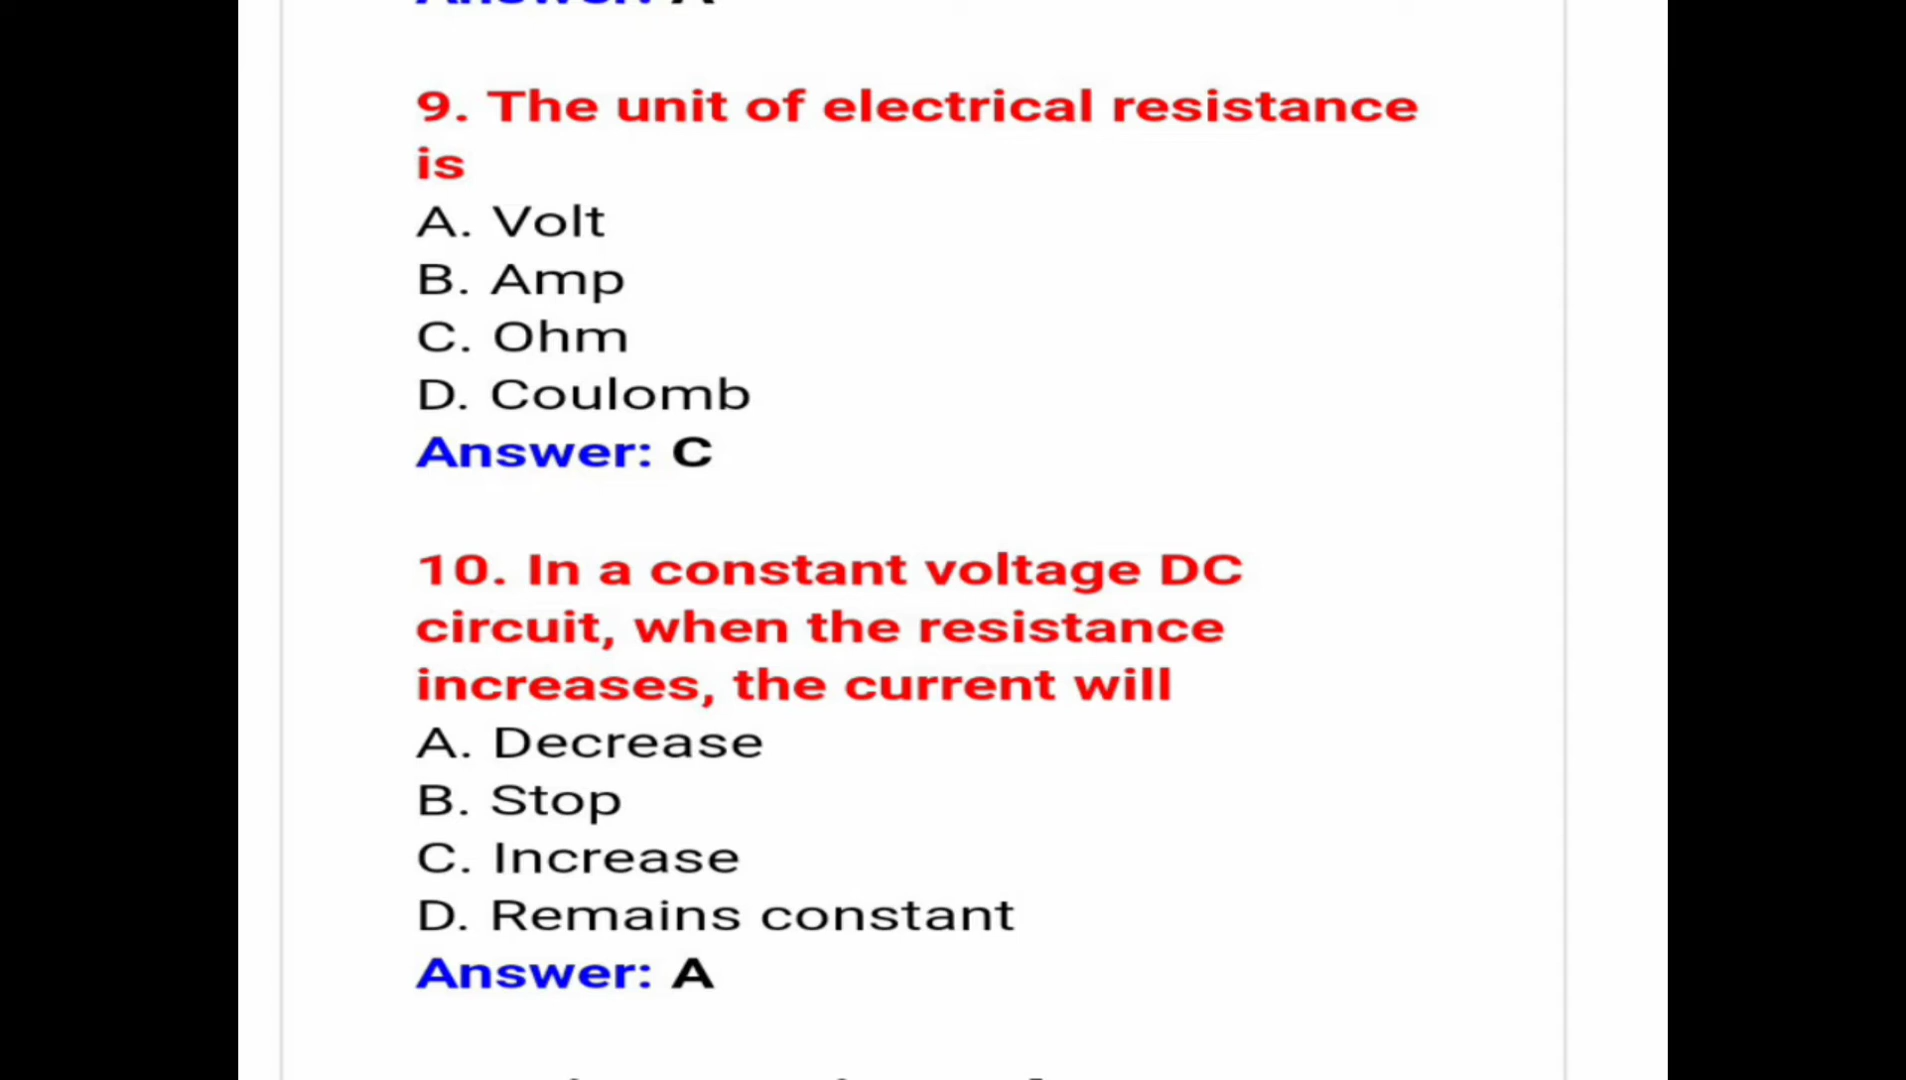 Answer: A
9. The unit of electrical resistance
is
A. Volt
B. Amp
C. Ohm
D. Coulomb
Answer: C
10. In a constant voltage DC
circuit, when the resistance
increases, the current will
A. Decrease
B. Stop
C. Increase
D. Remains constant
Answer: A